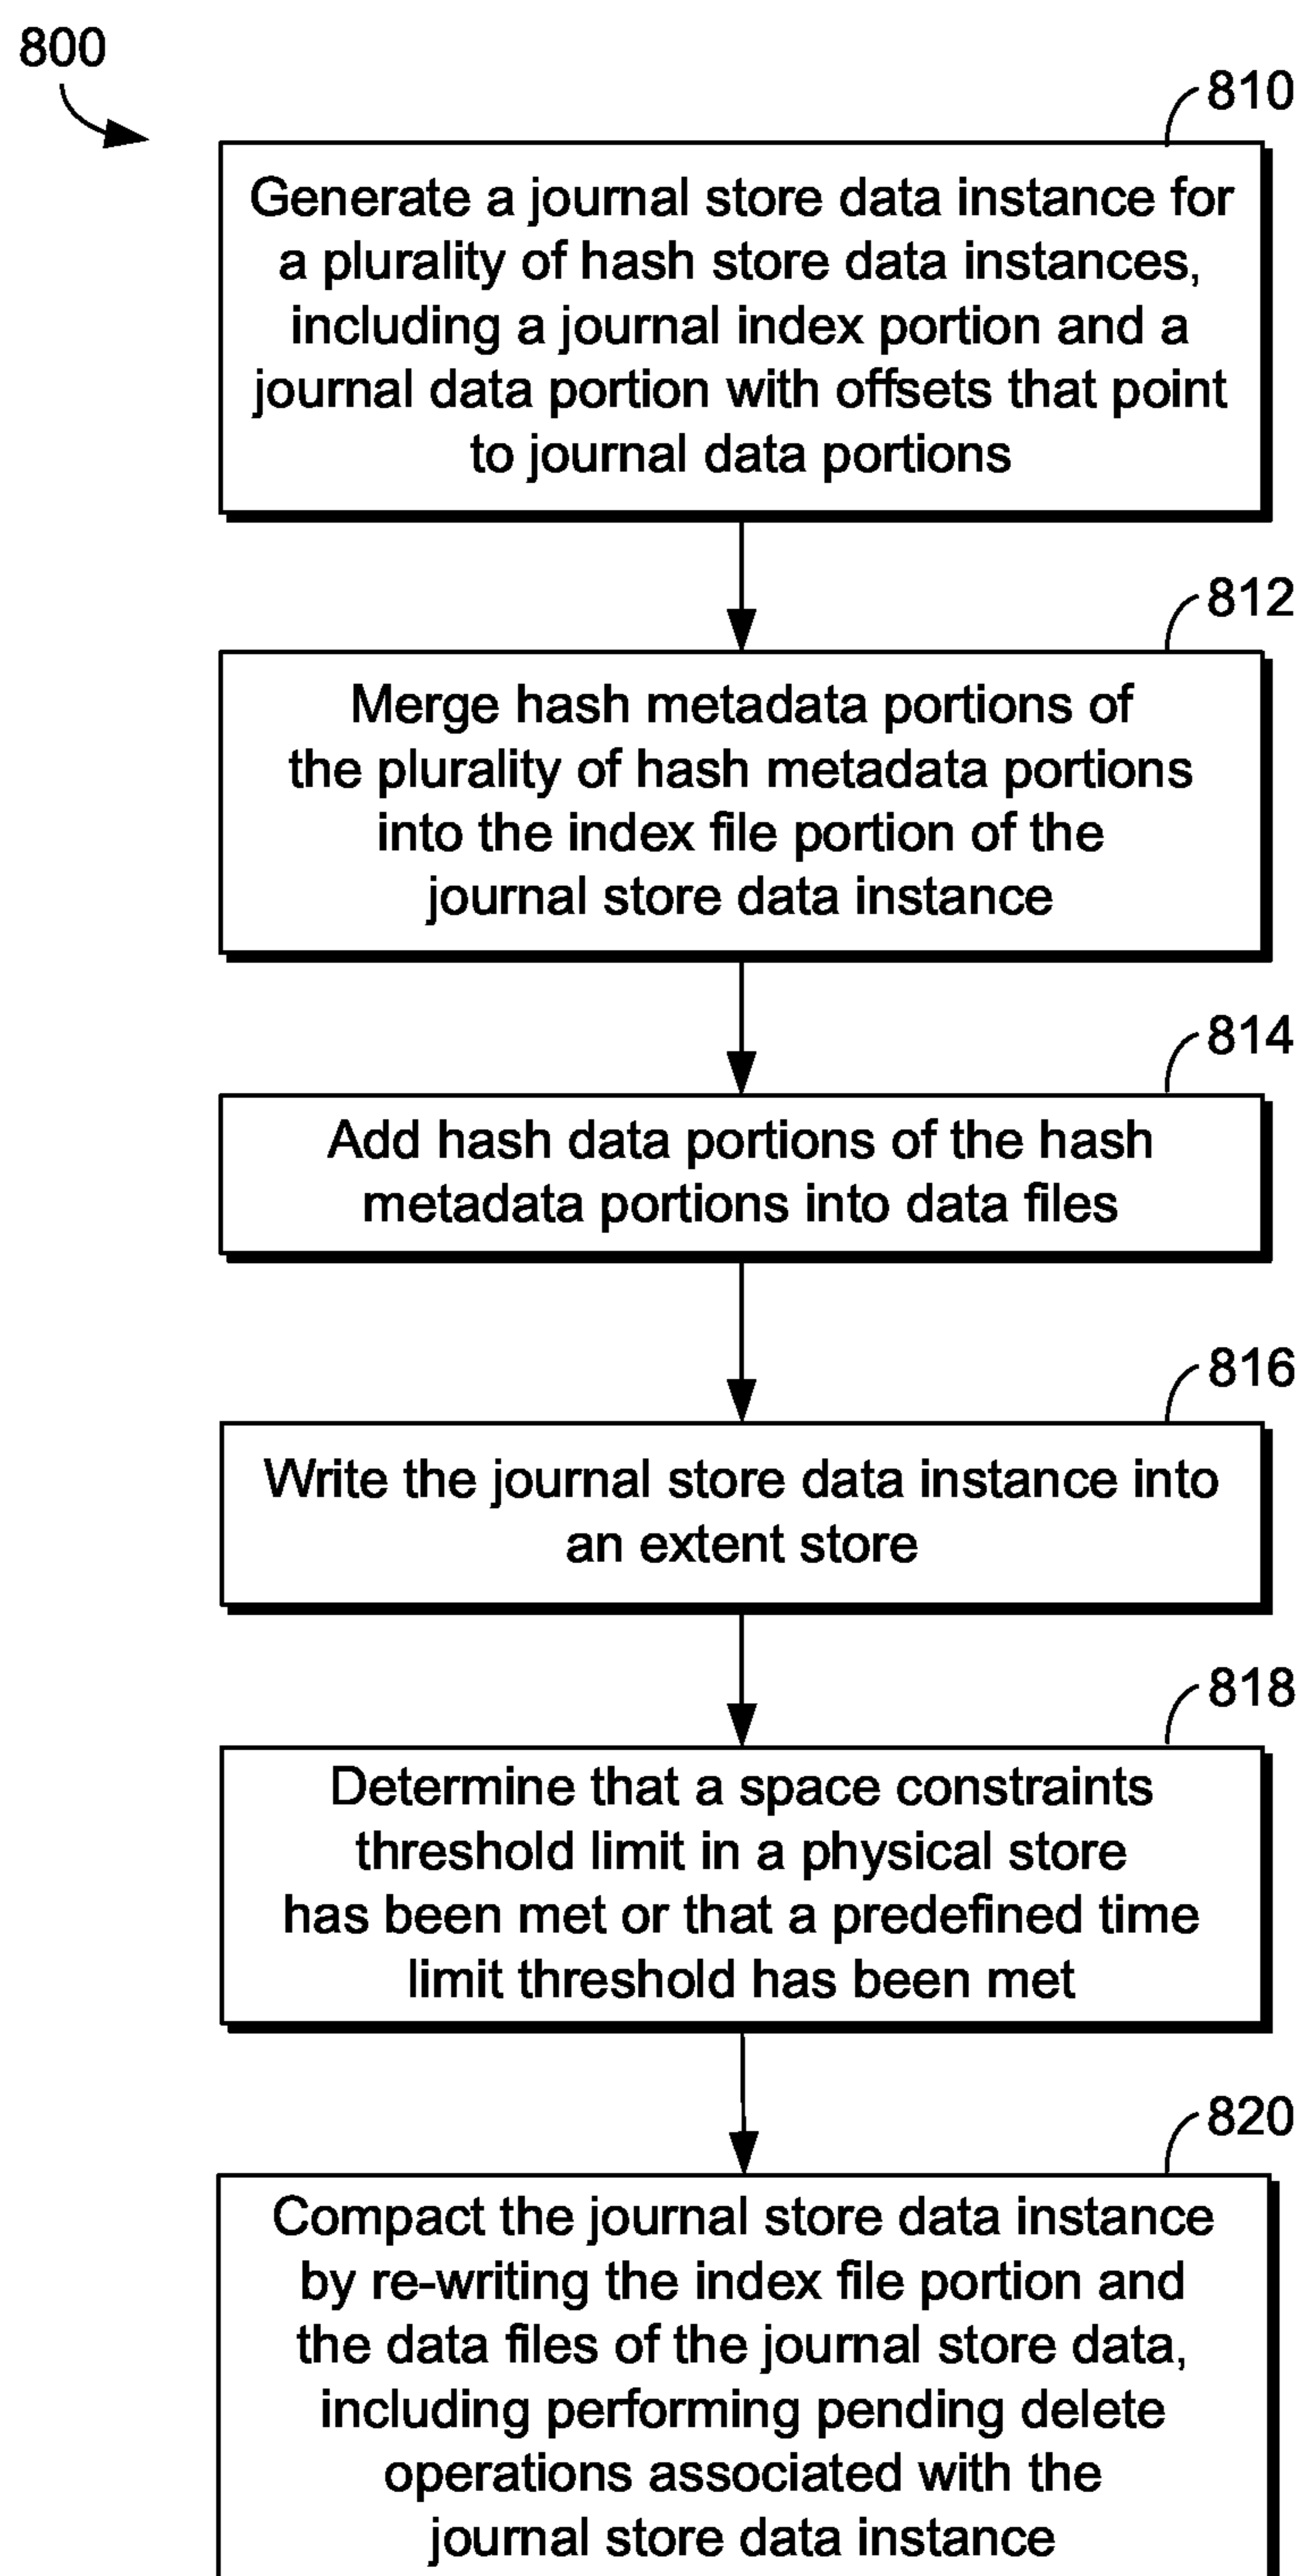 800
810
Generate a journal store data instance for
a plurality of hash store data instances,
including a journal index portion and a
journal data portion with offsets that point
to journal data portions
812
Merge hash metadata portions of
the plurality of hash metadata portions
into the index file portion of the
journal store data instance
814
Add hash data portions of the hash
metadata portions into data files
816
Write the journal store data instance into
an extent store
818
Determine that a space constraints
threshold limit in a physical store
has been met or that a predefined time
limit threshold has been met
820
Compact the journal store data instance
by re-writing the index file portion and
the data files of the journal store data,
including performing pending delete
operations associated with the
journal store data instance